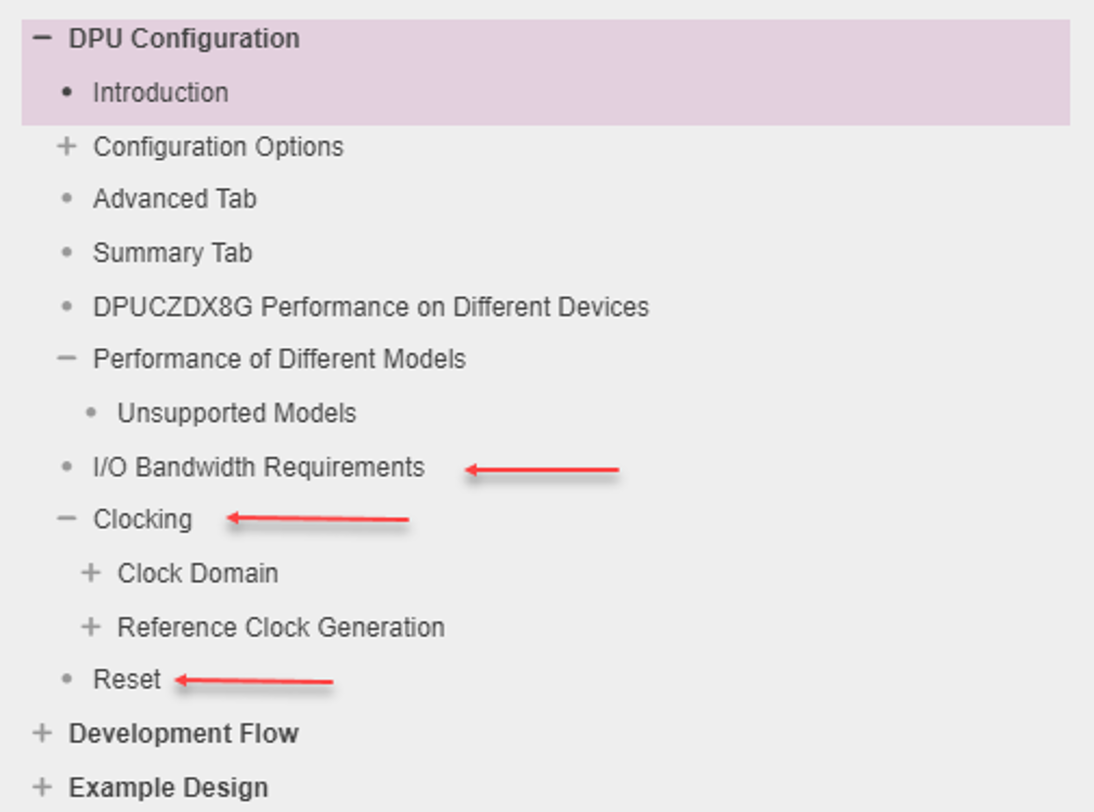 DPU Configuration
Introduction
Configuration Options
Advanced Tab
Summary Tab
DPUCZDX8G Performance on Different Devices
Performance of Different Models
Unsupported Models
I/O Bandwidth Requirements
Clocking
Clock Domain
Reference Clock Generation
Reset
Development Flow
Example Design